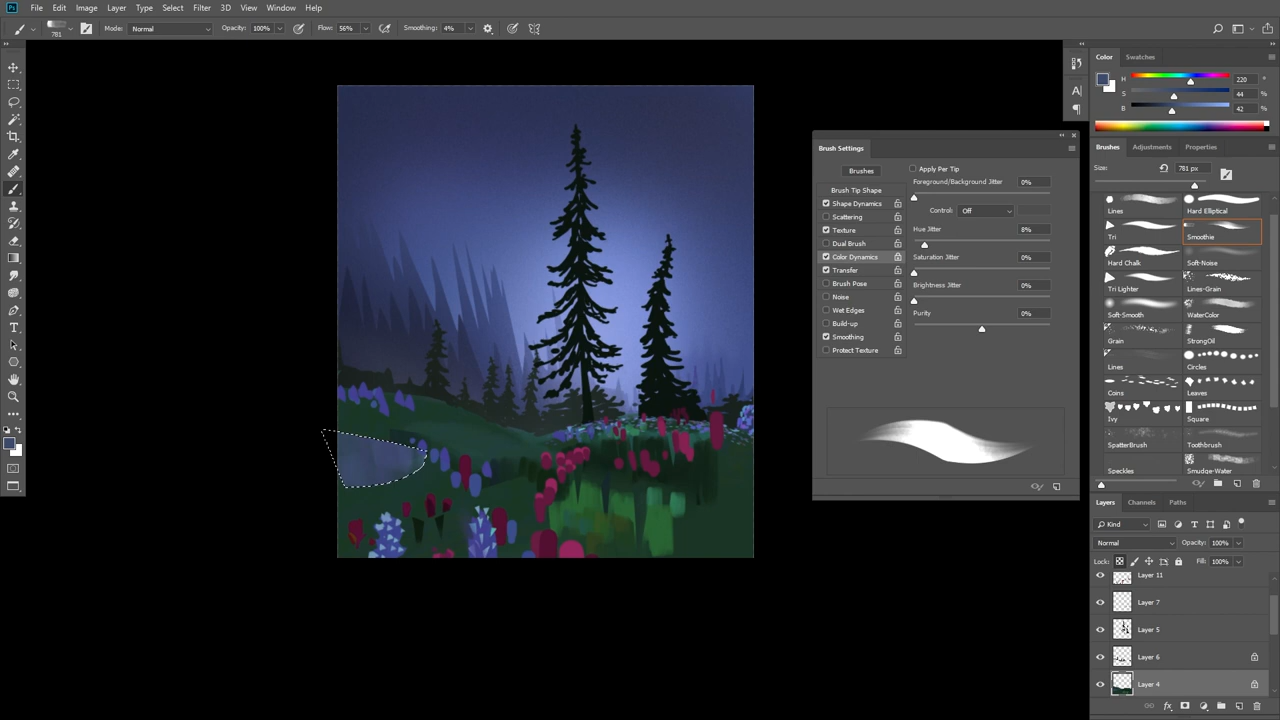 Ps File Edit Image Layer Type Select Filter 3D View Window Help
781 Mode: Normal Opacity: 100% Flow: 56% Smoothing: 4%
Color Swatches
H 220 °
S 44 %
B 42 %
Brushes Adjustments Properties
Size: 781 px
Lines Hard Elliptical
Tri Smoothie
Hard Chalk Soft-Noise
Tri Lighter Lines-Grain
Soft-Smooth WaterColor
Grain StrongOil
Lines Circles
Coins Leaves
Ivy Square
SpatterBrush Toothbrush
Speckles Smudge-Water
Brush Settings
Brushes
Brush Tip Shape
Shape Dynamics
Scattering
Texture
Dual Brush
Color Dynamics
Transfer
Brush Pose
Noise
Wet Edges
Build-up
Smoothing
Protect Texture
Apply Per Tip
Foreground/Background Jitter 0%
Control: Off
Hue Jitter 8%
Saturation Jitter 0%
Brightness Jitter 0%
Purity 0%
Layers Channels Paths
Kind
Normal Opacity: 100%
Lock: Fill: 100%
Layer 11
Layer 7
Layer 5
Layer 6
Layer 4